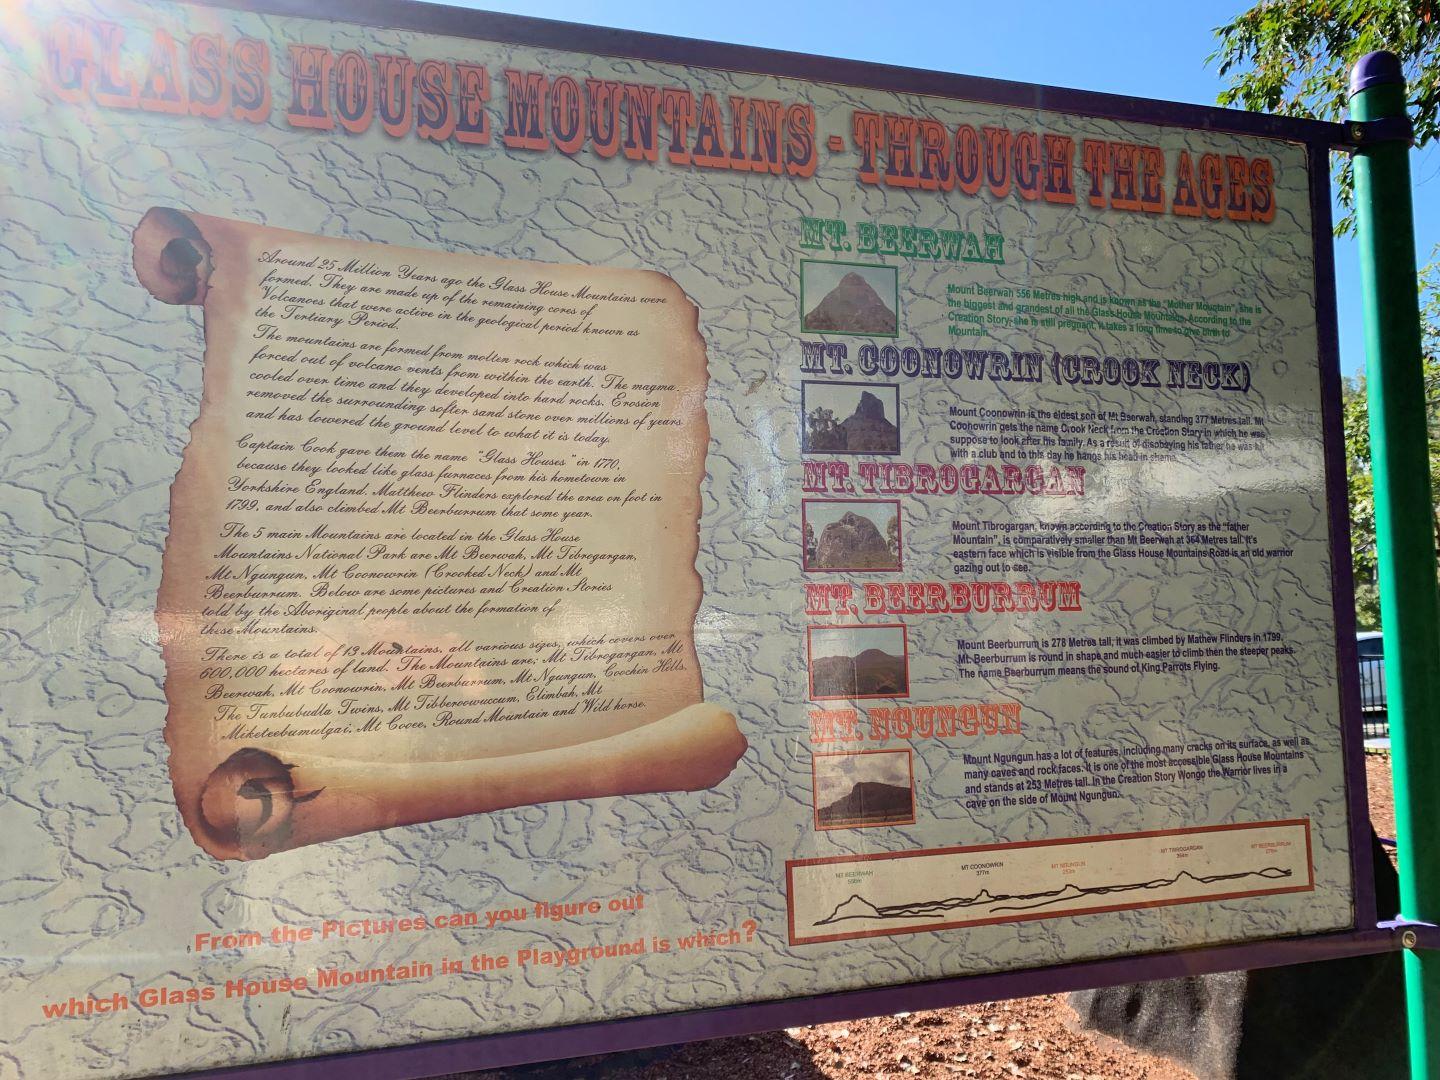 GLASS HOUSE MOUNTAINS - THROUGH THE AGES
Around 25 Million Years ago the Glass House Mountains were
formed. They are made up of the remaining cores of
Volcanoes that were active in the geological period known as
the Tertiary Period.
The mountains are formed from molten rock which was
forced out of volcano vents from within the earth. The magma
cooled over time and they developed into hard rocks. Erosion
removed the surrounding softer sand stone over millions of years
and has lowered the ground level to what it is today.
Captain Cook gave them the name "Glass Houses" in 1770,
because they looked like glass furnaces from his hometown in
Yorkshire England. Matthew Flinders explored the area on foot in
1799, and also climbed Mt Beerburrum that some year.
The 5 main Mountains are located in the Glass House
Mountains National Park are Mt Beerwah, Mt Tibrogargan,
Mt Ngungun, Mt Coonowrin (Crooked Neck) and Mt
Beerburrum. Below are some pictures and Creation Stories
told by the Aboriginal people about the formation of
these Mountains.
There is a total of 13 Mountains, all various sizes, which covers over
600,000 hectares of land. The Mountains are; Mt Tibrogargan, Mt
Beerwah, Mt Coonowrin, Mt Beerburrum, Mt Ngungun, Coochin Hills,
The Tunbubudla Twins, Mt Tibberoowuccum, Elimbah, Mt
Miketeebumulgai, Mt Cooee, Round Mountain and Wild horse.
From the Pictures can you figure out
which Glass House Mountain in the Playground is which?
MT. BEERWAH
Mount Beerwah 556 Metres high and is known as the "Mother Mountain", she is
the biggest and grandest of all the Glass House Mountains. According to the
Creation Story, she is still pregnant, it takes a long time to give birth to
Mountain.
MT. COONOWRIN (CROOK NECK)
Mount Coonowrin is the eldest son of Mt Beerwah, standing 377 Metres tall. Mt
Coonowrin gets the name Crook Neck from the Creation Story in which he was
suppose to look after his family. As a result of disobeying his father he was hit
with a club and to this day he hangs his head in shame.
MT. TIBROGARGAN
Mount Tibrogargan, known according to the Creation Story as the "father
Mountain", is comparatively smaller than Mt Beerwah at 364 Metres tall. It's
eastern face which is visible from the Glass House Mountains Road is an old warrior
gazing out to see.
MT. BEERBURRUM
Mount Beerburrum is 278 Metres tall; it was climbed by Mathew Flinders in 1799.
Mt. Beerburrum is round in shape and much easier to climb then the steeper peaks.
The name Beerburrum means the sound of King Parrots Flying.
MT. NGUNGUN
Mount Ngungun has a lot of features, including many cracks on its surface, as well as
many caves and rock faces. It is one of the most accessible Glass House Mountains
and stands at 253 Metres tall. In the Creation Story Wongo the Warrior lives in a
cave on the side of Mount Ngungun.
MT BEERWAH
556m
MT COONOWRIN
377m
MT NGUNGUN
253m
MT TIBROGARGAN
364m
MT BEERBURRUM
278m